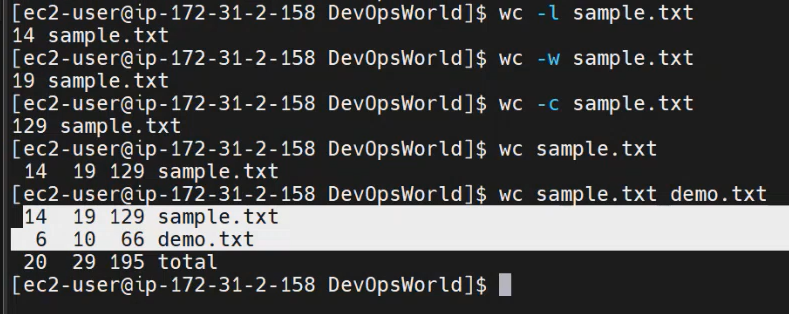 [ec2-user@ip-172-31-2-158 DevOpsWorld]$ wc -l sample.txt
14 sample.txt
[ec2-user@ip-172-31-2-158 DevOpsWorld]$ wc -w sample.txt
19 sample.txt
[ec2-user@ip-172-31-2-158 DevOpsWorld]$ wc -c sample.txt
129 sample.txt
[ec2-user@ip-172-31-2-158 DevOpsWorld]$ wc sample.txt
 14  19 129 sample.txt
[ec2-user@ip-172-31-2-158 DevOpsWorld]$ wc sample.txt demo.txt
 14  19 129 sample.txt
  6  10  66 demo.txt
 20  29 195 total
[ec2-user@ip-172-31-2-158 DevOpsWorld]$